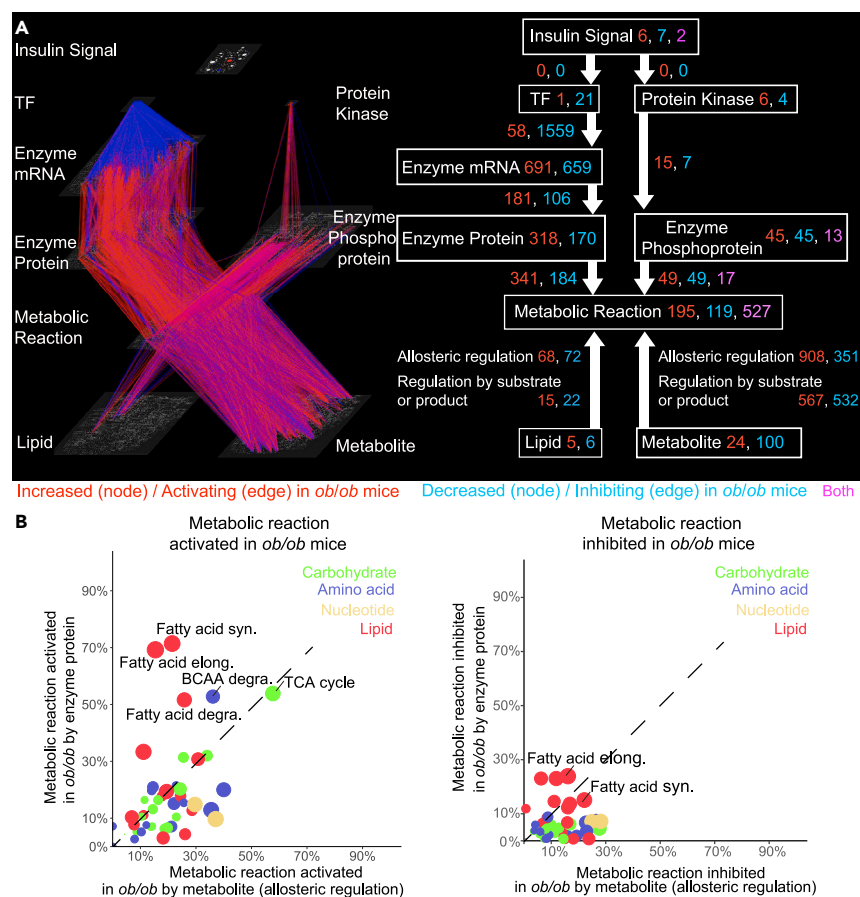 A
Insulin Signal
TF
Protein
Kinase
Enzyme
mRNA
Enzyme
Protein
Enzyme
Phospho
protein
Metabolic
Reaction
Lipid
Metabolite
Insulin Signal 6, 7, 2
0, 0
0, 0
TF 1, 21
Protein Kinase 6, 4
58, 1559
Enzyme mRNA 691, 659
15, 7
181, 106
Enzyme Protein 318, 170
Enzyme
Phosphoprotein 45, 45, 13
341, 184
49, 49, 17
Metabolic Reaction 195, 119, 527
Allosteric regulation 68, 72
Regulation by substrate
or product
15, 22
Allosteric regulation 908, 351
Regulation by substrate
or product
567, 532
Lipid 5, 6
Metabolite 24, 100
Increased (node) / Activating (edge) in ob/ob mice
Decreased (node) / Inhibiting (edge) in ob/ob mice
Both
B
Metabolic reaction
activated in ob/ob mice
Carbohydrate
Amino acid
Nucleotide
Lipid
Metabolic reaction activated
in ob/ob by enzyme protein
90%
70%
50%
30%
10%
0%
Fatty acid syn.
Fatty acid elong.
BCAA degra.
TCA cycle
Fatty acid degra.
10%
30%
50%
70%
90%
Metabolic reaction activated
in ob/ob by metabolite (allosteric regulation)
Metabolic reaction
inhibited in ob/ob mice
Carbohydrate
Amino acid
Nucleotide
Lipid
Metabolic reaction inhibited
in ob/ob by enzyme protein
90%
70%
50%
30%
10%
0%
Fatty acid elong.
Fatty acid syn.
10%
30%
50%
70%
90%
Metabolic reaction inhibited
in ob/ob by metabolite (allosteric regulation)